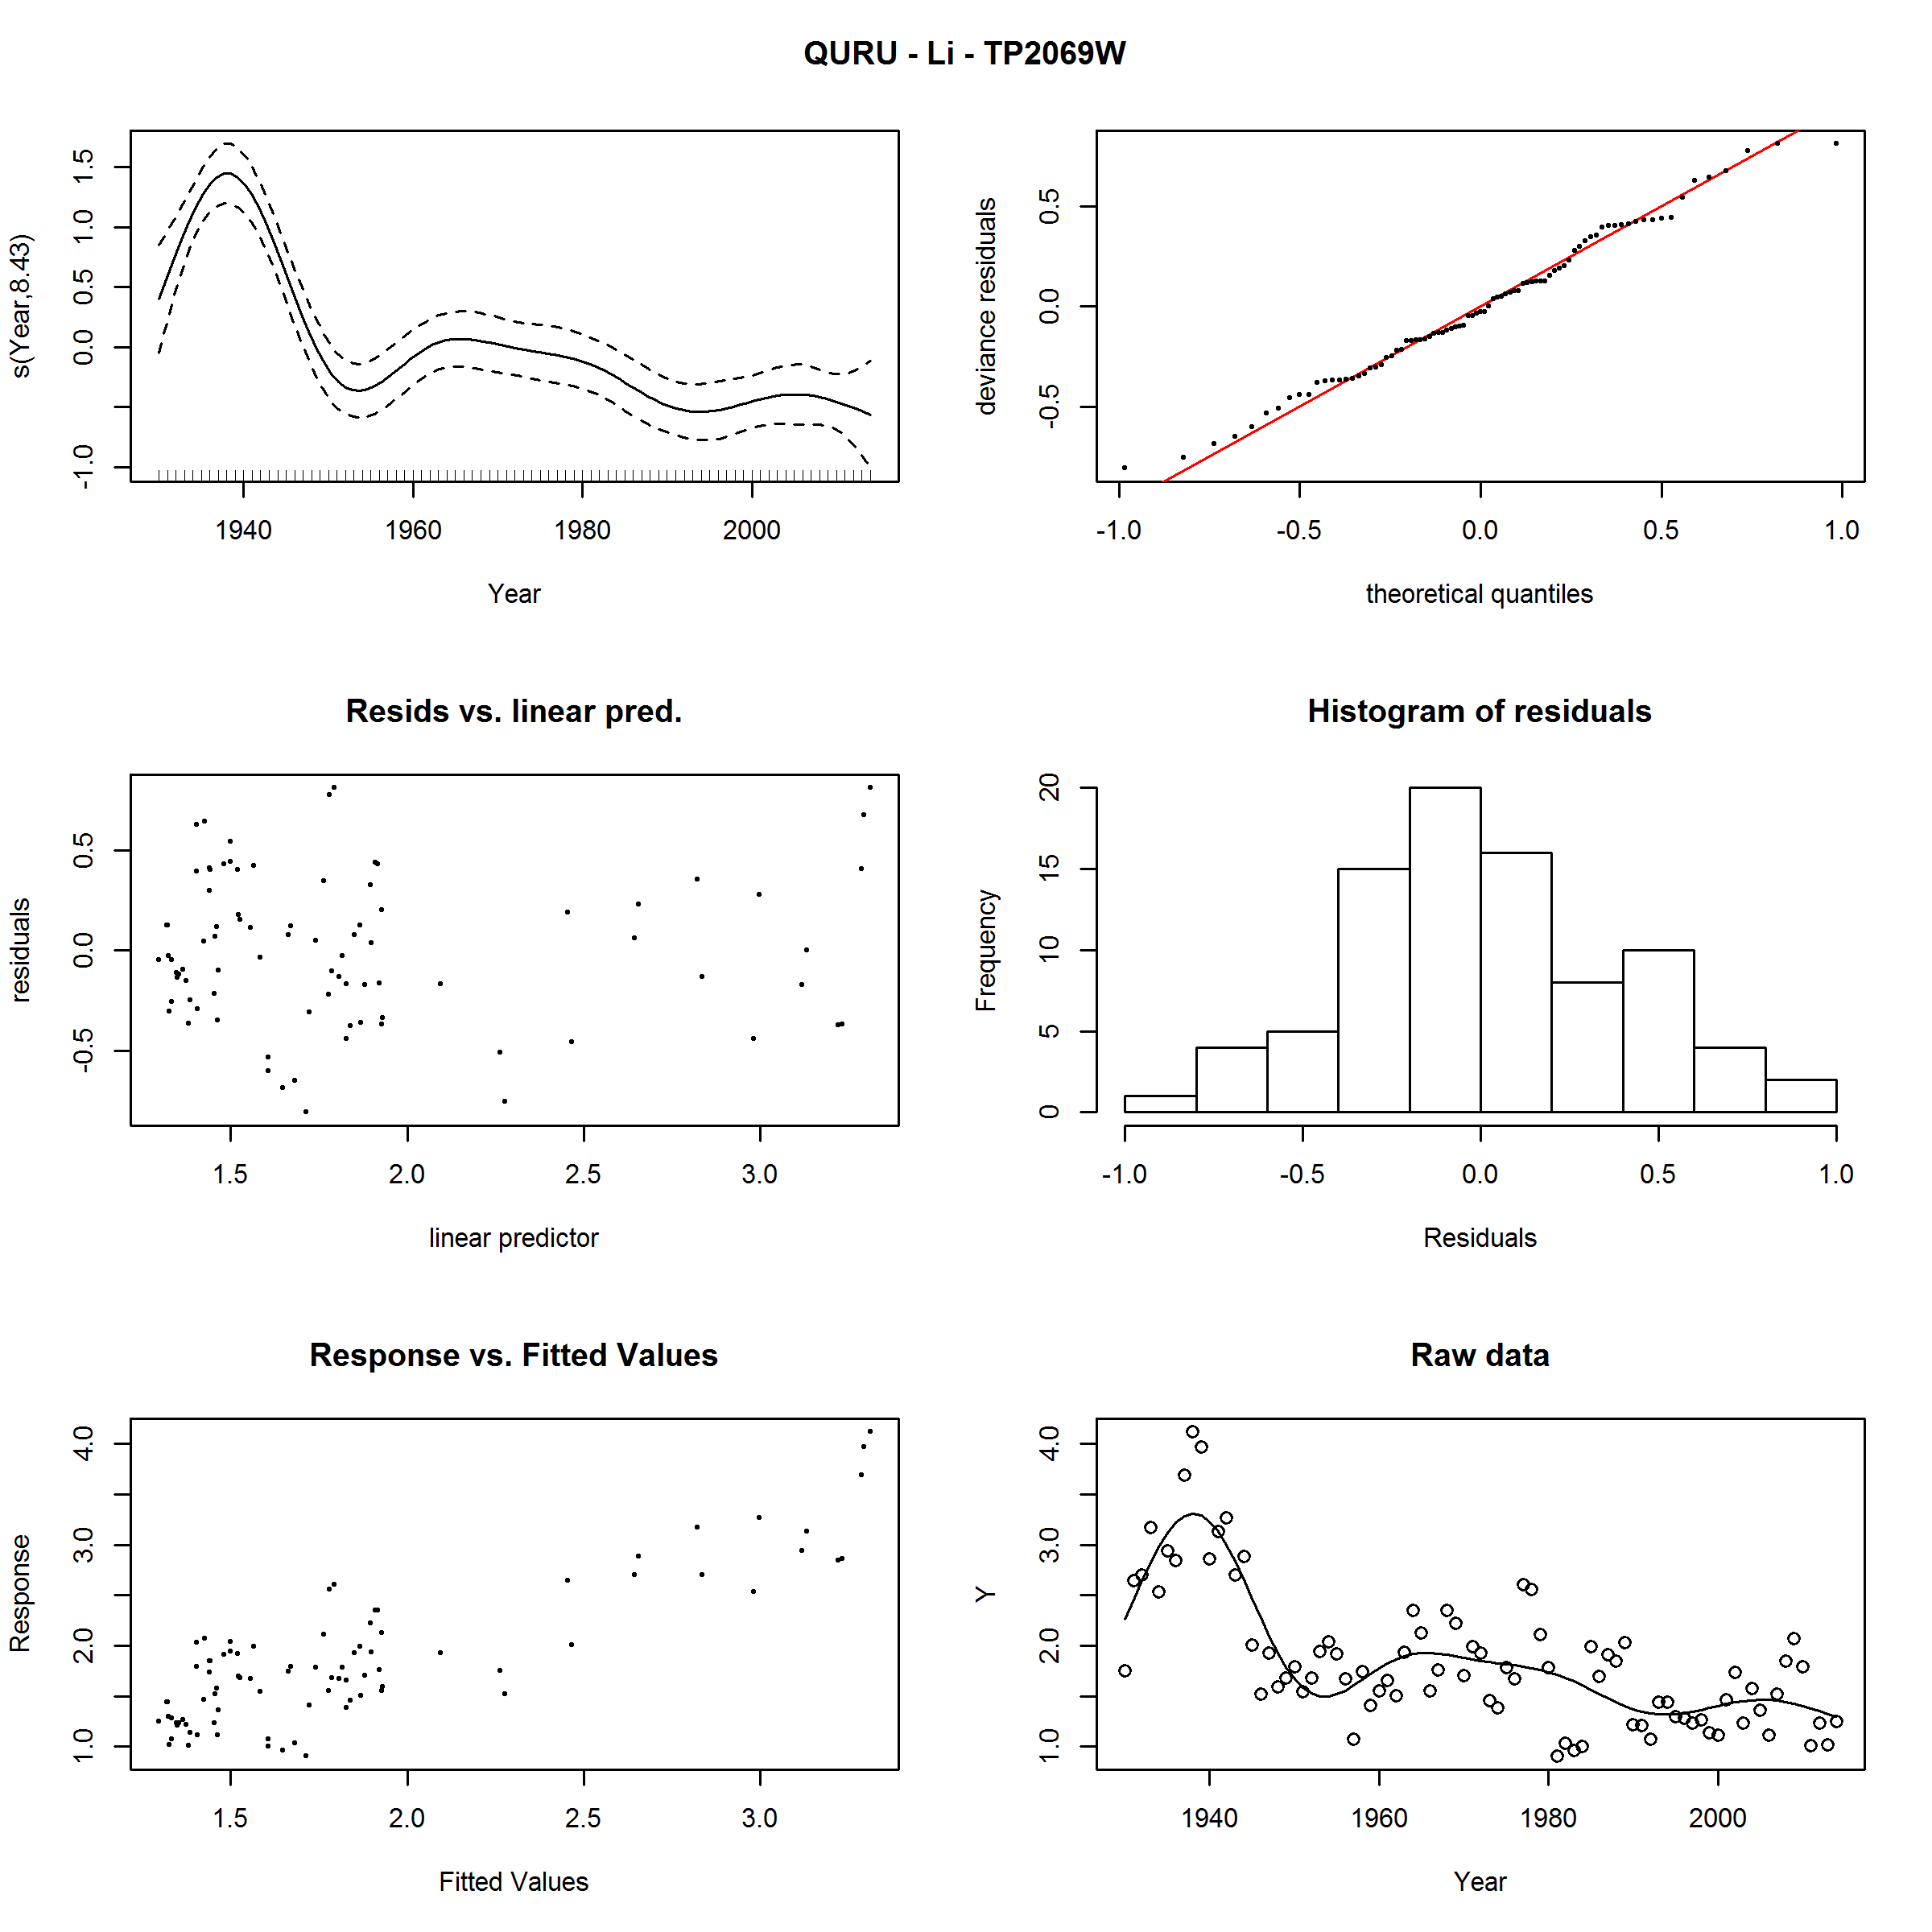 QURU - Li - TP2069W
s(Year,8.43)
1.5
1.0
0.5
0.0
-1.0
1940 1960 1980 2000
Year
deviance residuals
0.5
0.0
-0.5
-1.0 -0.5 0.0 0.5 1.0
theoretical quantiles
Resids vs. linear pred.
residuals
0.5
0.0
-0.5
1.5 2.0 2.5 3.0
linear predictor
Histogram of residuals
Frequency
20
15
10
5
0
-1.0 -0.5 0.0 0.5 1.0
Residuals
Response vs. Fitted Values
Response
4.0
3.0
2.0
1.0
1.5 2.0 2.5 3.0
Fitted Values
Raw data
Y
4.0
3.0
2.0
1.0
1940 1960 1980 2000
Year